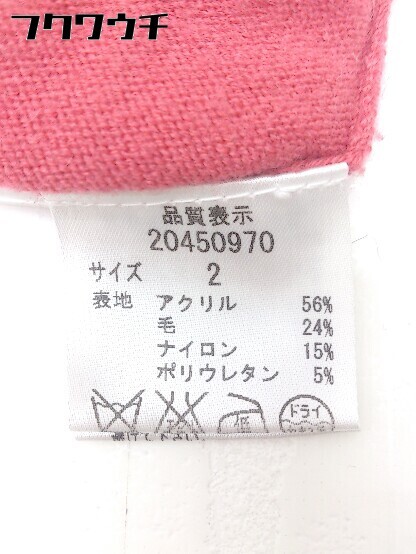 フクワウチ
品質表示
20450970
サイズ 2
表地 アクリル 56%
毛 24%
ナイロン 15%
ポリウレタン 5%
低 ドライ